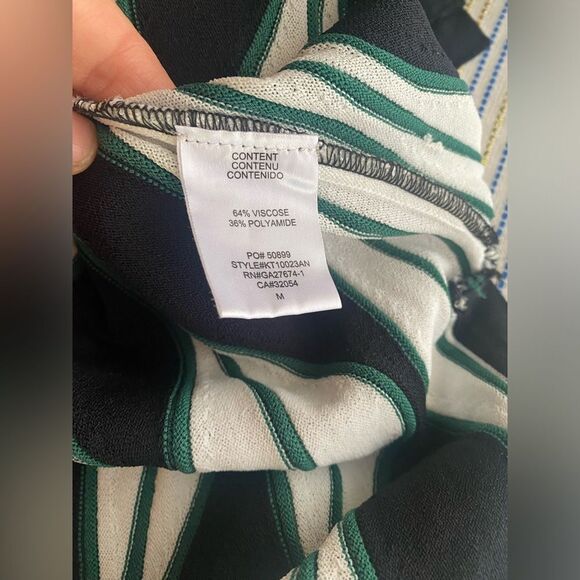 CONTENT
CONTENU
CONTENIDO
64% VISCOSE
36% POLYAMIDE
PO# 50899
STYLE#KT10023AN
RN#GA27674-1
CA#32054
M